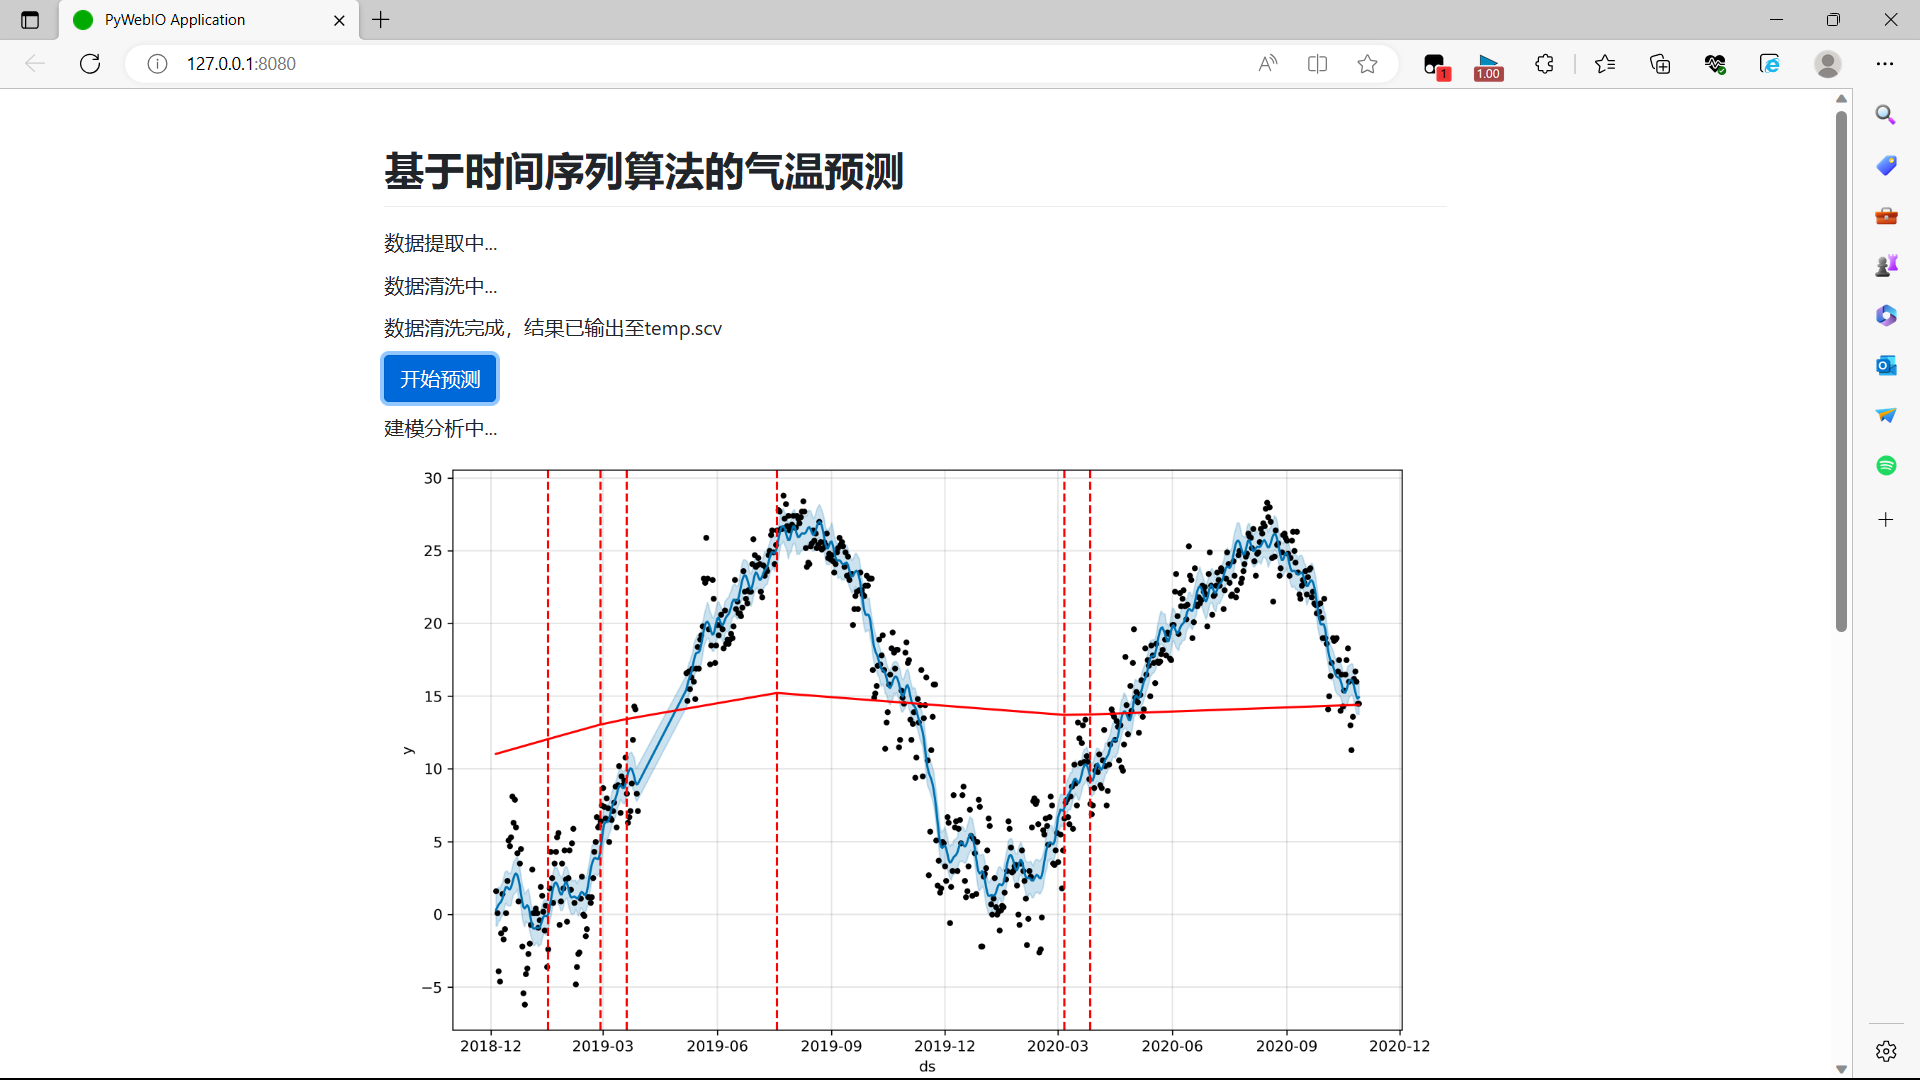 PyWebIO Application
127.0.0.1:8080
1
1.00
基于时间序列算法的气温预测
数据提取中...
数据清洗中...
数据清洗完成，结果已输出至temp.scv
开始预测
建模分析中...
30
25
20
15
10
5
0
−5
y
2018-12 2019-03 2019-06 2019-09 2019-12 2020-03 2020-06 2020-09 2020-12
ds